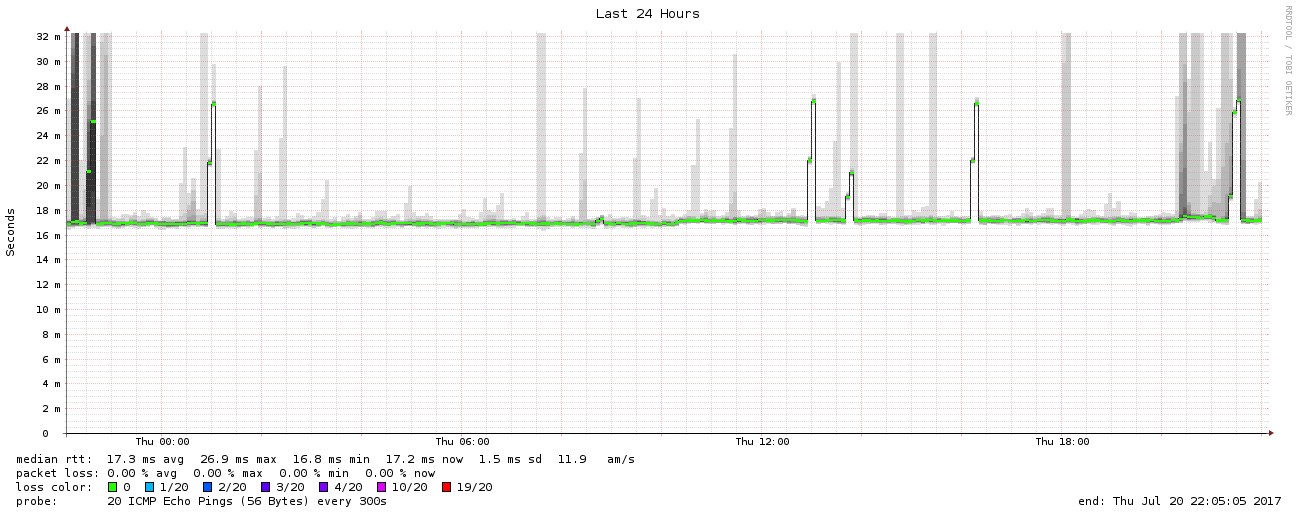 Last 24 Hours
RRDTOOL / TOBI OETIKER
Seconds
32 m
30 m
28 m
26 m
24 m
22 m
20 m
18 m
16 m
14 m
12 m
10 m
8 m
6 m
4 m
2 m
0
Thu 00:00 Thu 06:00 Thu 12:00 Thu 18:00
median rtt: 17.3 ms avg 26.9 ms max 16.8 ms min 17.2 ms now 1.5 ms sd 11.9 am/s
packet loss: 0.00 % avg 0.00 % max 0.00 % min 0.00 % now
loss color: 0 1/20 2/20 3/20 4/20 10/20 19/20
probe: 20 ICMP Echo Pings (56 Bytes) every 300s end: Thu Jul 20 22:05:05 2017